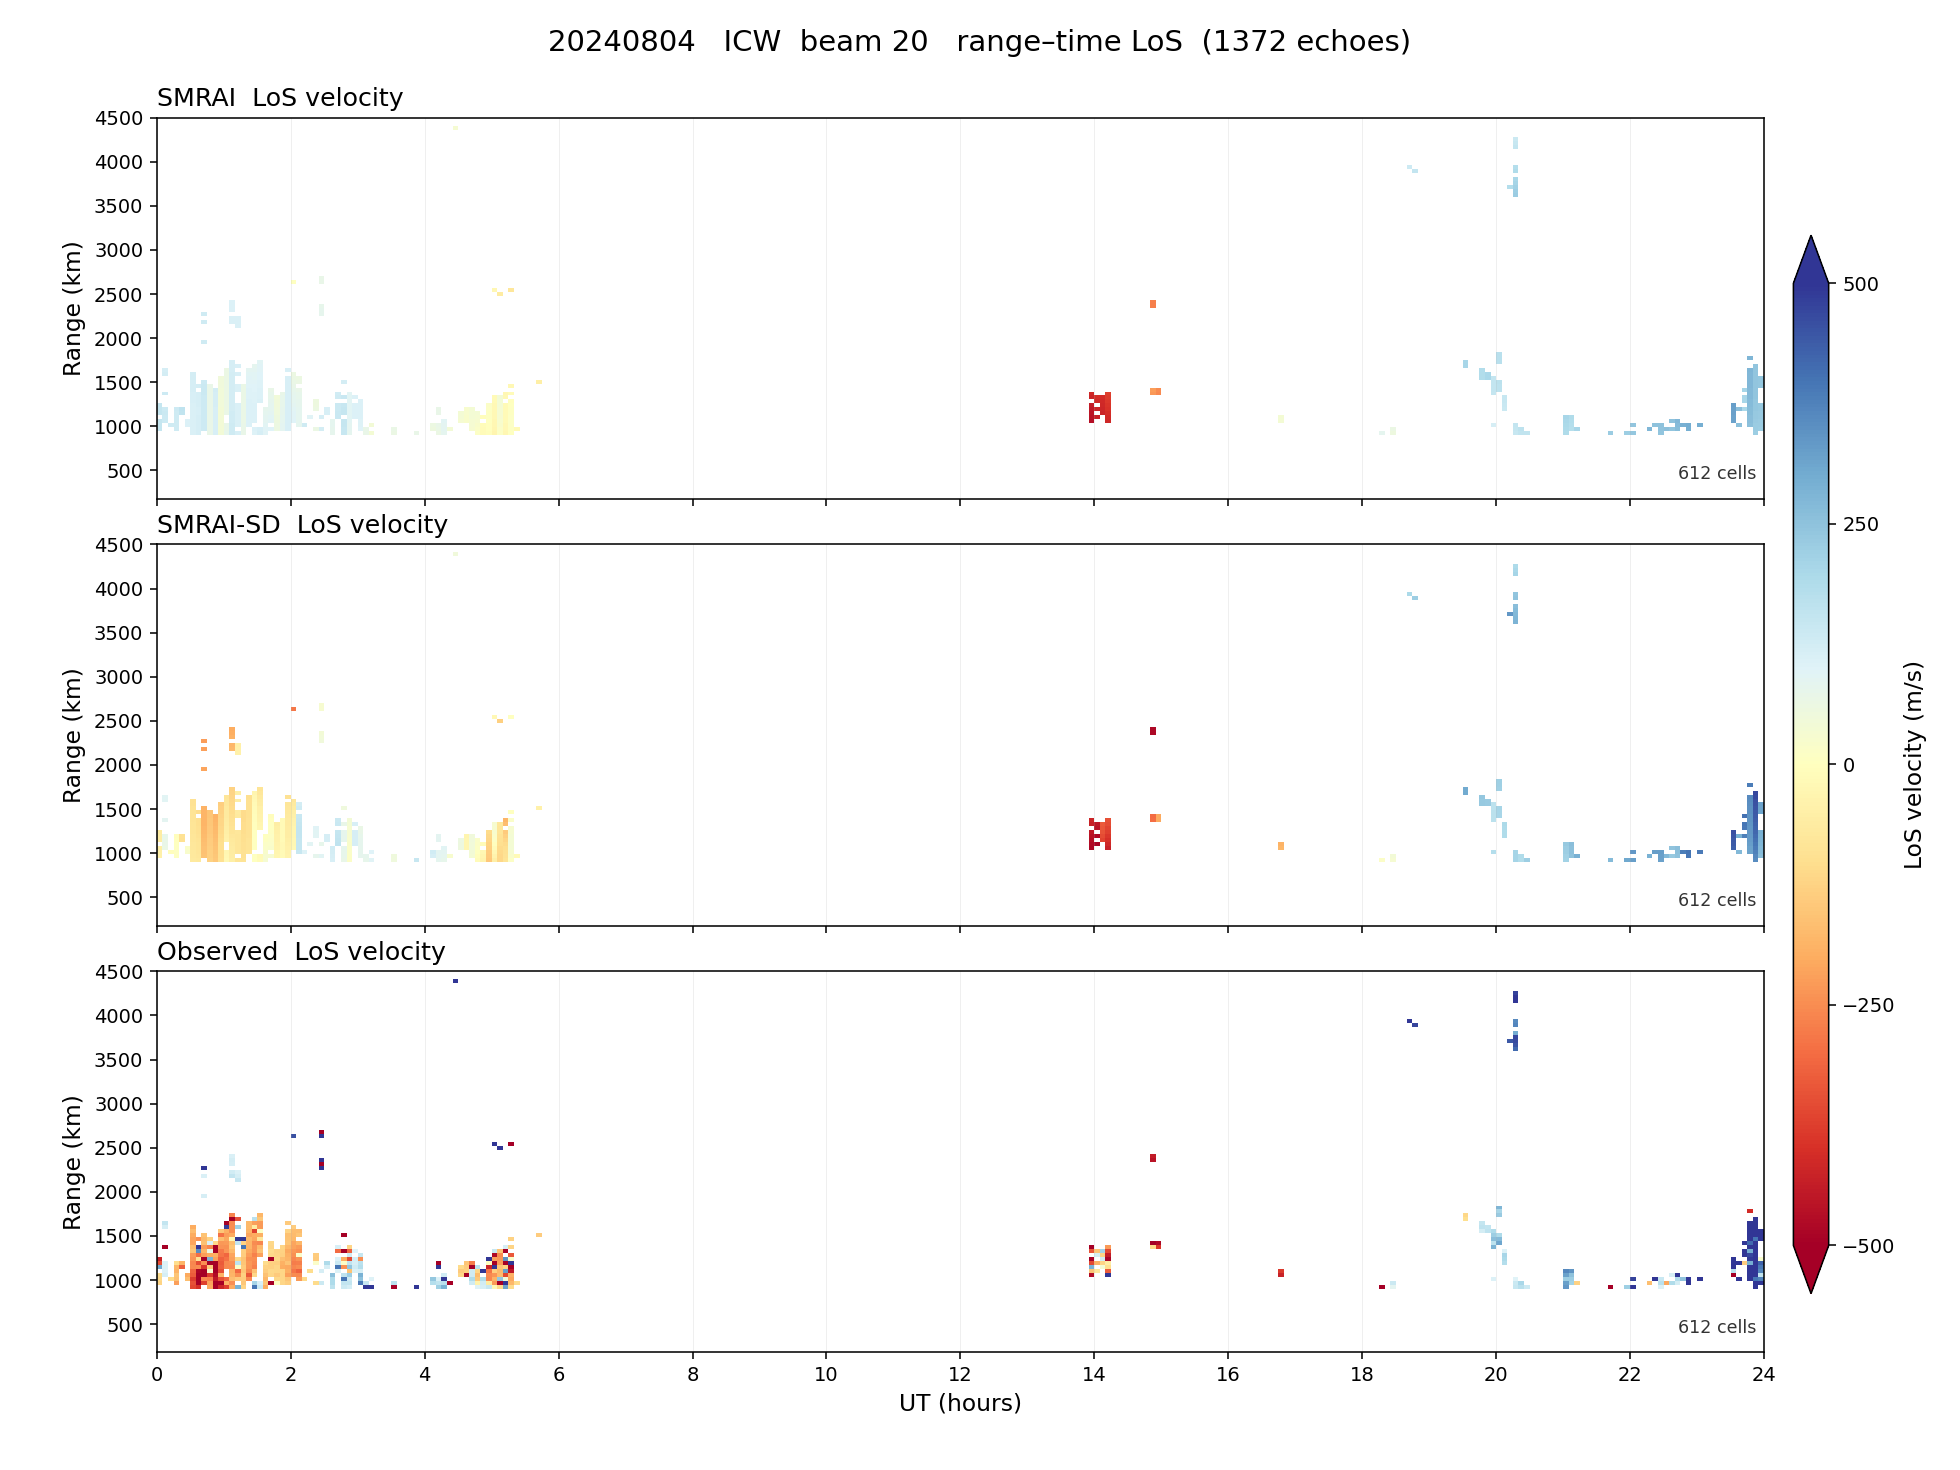 20240804   ICW  beam 20   range–time LoS  (1372 echoes)
SMRAI  LoS velocity
4500
4000
3500
3000
2500
2000
1500
1000
500
Range (km)
612 cells
SMRAI-SD  LoS velocity
4500
4000
3500
3000
2500
2000
1500
1000
500
Range (km)
612 cells
Observed  LoS velocity
4500
4000
3500
3000
2500
2000
1500
1000
500
Range (km)
612 cells
0 2 4 6 8 10 12 14 16 18 20 22 24
UT (hours)
500
250
0
−250
−500
LoS velocity (m/s)